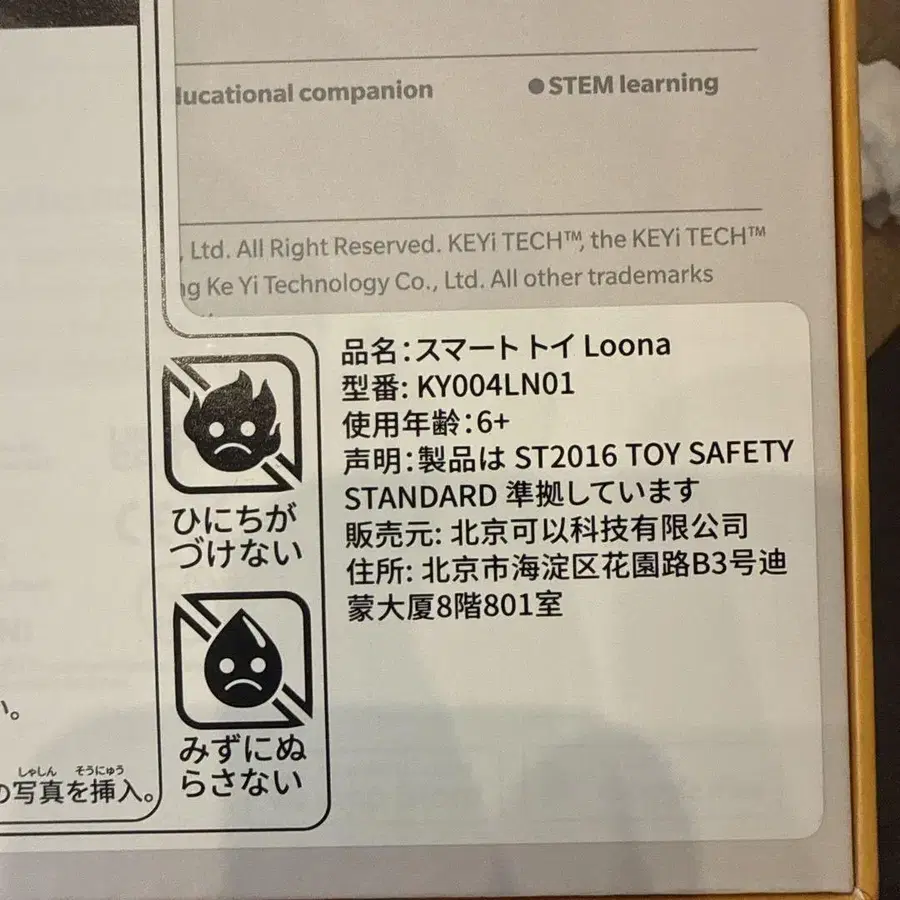 educational companion
● STEM learning
, Ltd. All Right Reserved. KEYi TECH™, the KEYi TECH™
Ke Yi Technology Co., Ltd. All other trademarks
品名：スマートトイ Loona
型番: KY004LN01
使用年齢：6+
声明：製品は ST2016 TOY SAFETY
STANDARD 準拠しています
販売元: 北京可以科技有限公司
住所: 北京市海淀区花園路B3号迪
蒙大厦8階801室
ひにちが
づけない
みずにぬ
らさない
い。
しゃしん そうにゅう
の写真を挿入。